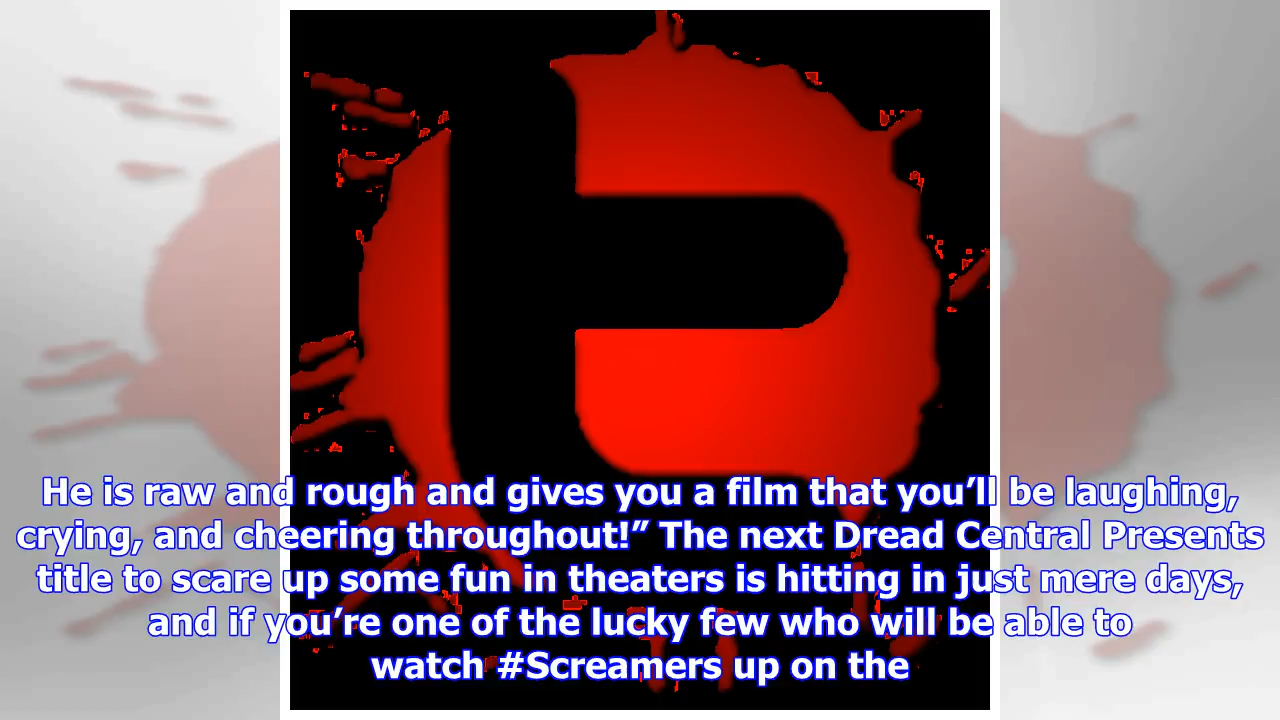 He is raw and rough and gives you a film that you’ll be laughing,
crying, and cheering throughout!” The next Dread Central Presents
title to scare up some fun in theaters is hitting in just mere days,
and if you’re one of the lucky few who will be able to
watch #Screamers up on the